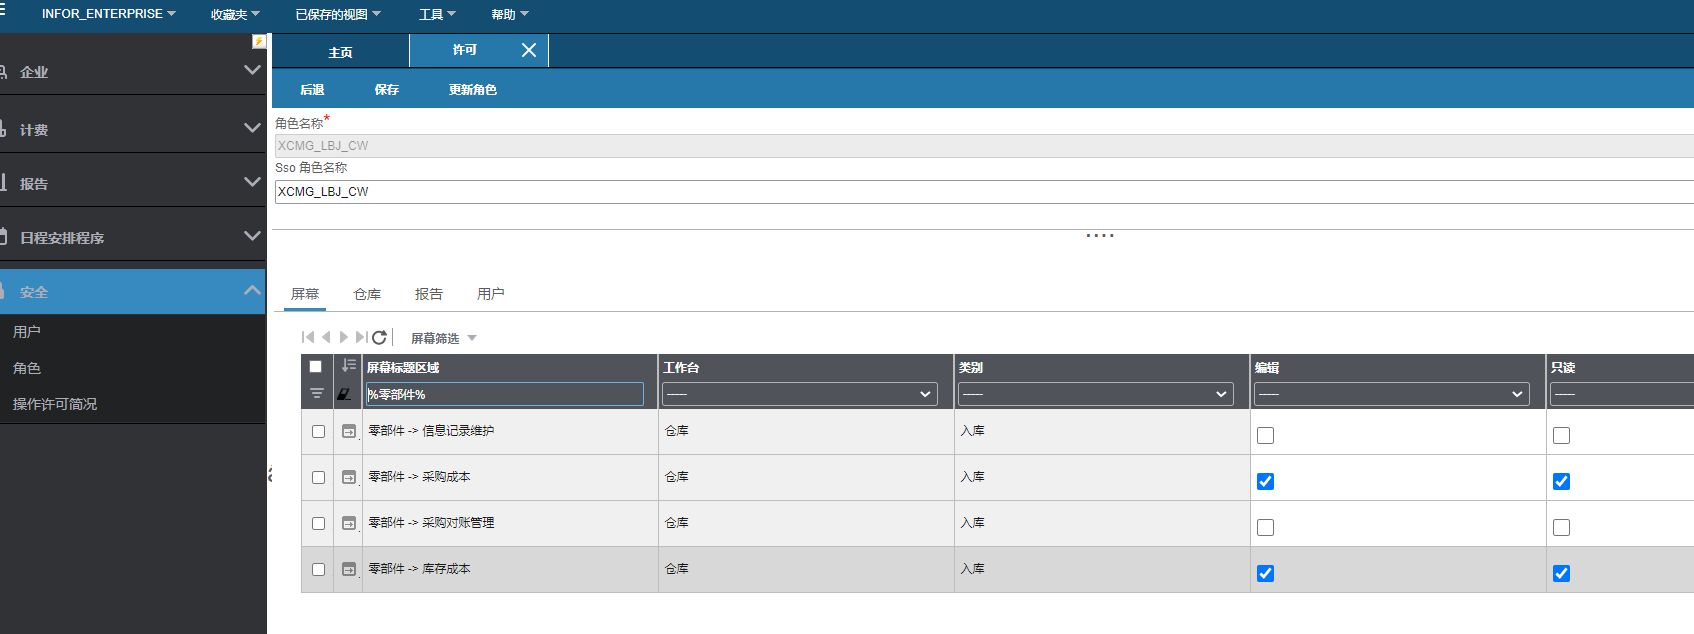 INFOR_ENTERPRISE 收藏夹 已保存的视图 工具 帮助
主页 许可
后退 保存 更新角色
企业
计费
报告
日程安排程序
安全
用户
角色
操作许可简况
角色名称*
XCMG_LBJ_CW
Sso 角色名称
XCMG_LBJ_CW
屏幕 仓库 报告 用户
屏幕筛选
屏幕标题区域 工作台 类别 编辑 只读
%零部件% ----- ----- ----- -----
零部件 -> 信息记录维护 仓库 入库
零部件 -> 采购成本 仓库 入库
零部件 -> 采购对账管理 仓库 入库
零部件 -> 库存成本 仓库 入库